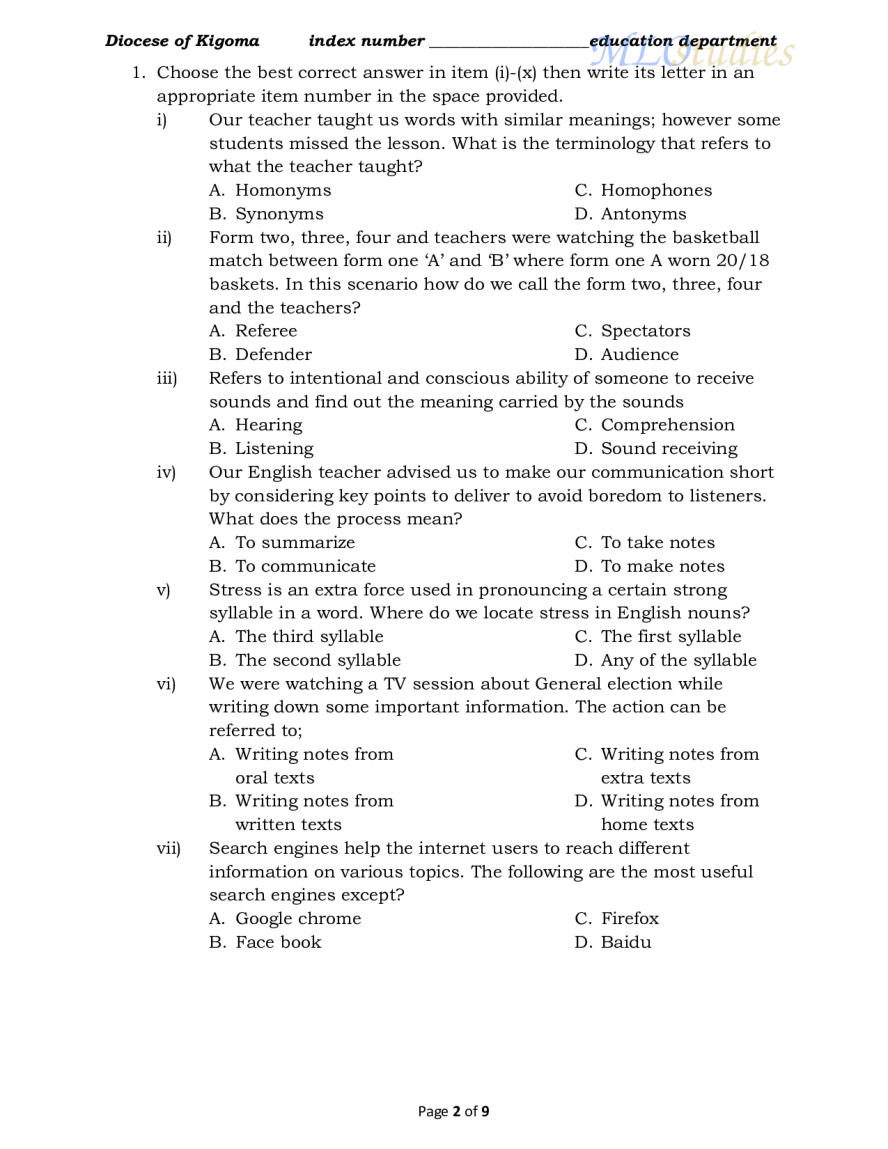 Diocese of Kigoma index number ____________________education department
MLGStudies
1. Choose the best correct answer in item (i)-(x) then write its letter in an
appropriate item number in the space provided.
i) Our teacher taught us words with similar meanings; however some
students missed the lesson. What is the terminology that refers to
what the teacher taught?
A. Homonyms C. Homophones
B. Synonyms D. Antonyms
ii) Form two, three, four and teachers were watching the basketball
match between form one ‘A’ and ‘B’ where form one A worn 20/18
baskets. In this scenario how do we call the form two, three, four
and the teachers?
A. Referee C. Spectators
B. Defender D. Audience
iii) Refers to intentional and conscious ability of someone to receive
sounds and find out the meaning carried by the sounds
A. Hearing C. Comprehension
B. Listening D. Sound receiving
iv) Our English teacher advised us to make our communication short
by considering key points to deliver to avoid boredom to listeners.
What does the process mean?
A. To summarize C. To take notes
B. To communicate D. To make notes
v) Stress is an extra force used in pronouncing a certain strong
syllable in a word. Where do we locate stress in English nouns?
A. The third syllable C. The first syllable
B. The second syllable D. Any of the syllable
vi) We were watching a TV session about General election while
writing down some important information. The action can be
referred to;
A. Writing notes from C. Writing notes from
oral texts extra texts
B. Writing notes from D. Writing notes from
written texts home texts
vii) Search engines help the internet users to reach different
information on various topics. The following are the most useful
search engines except?
A. Google chrome C. Firefox
B. Face book D. Baidu
Page 2 of 9